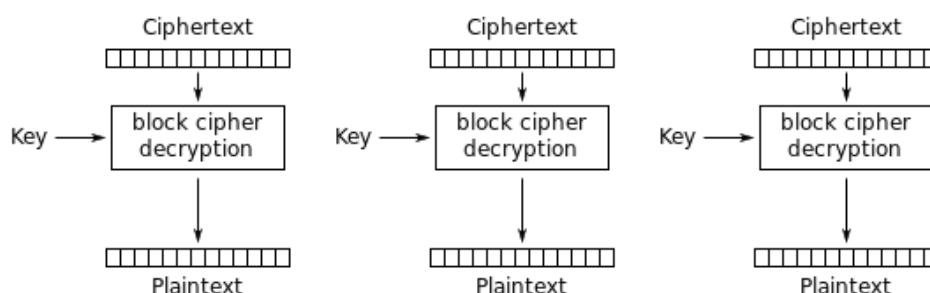 Ciphertext
Ciphertext
Ciphertext
Key
block cipher
decryption
Key
block cipher
decryption
Key
block cipher
decryption
Plaintext
Plaintext
Plaintext